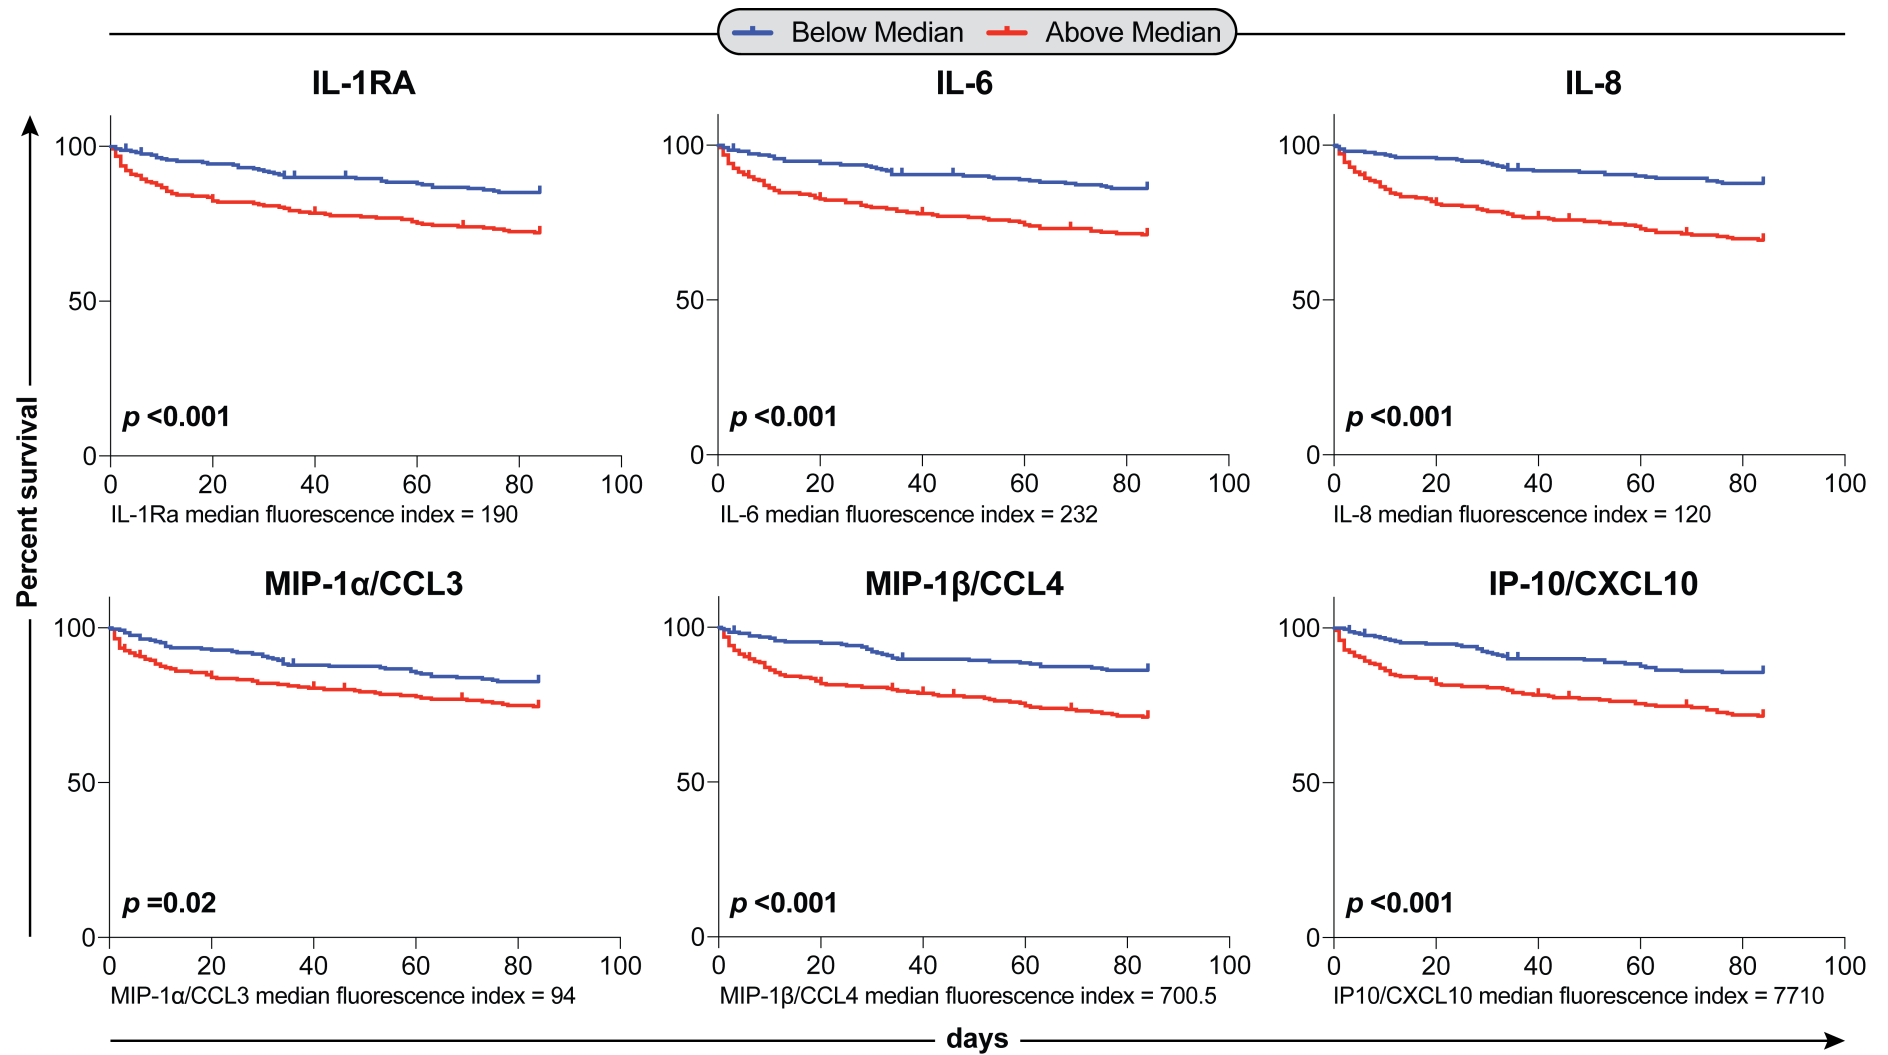 Below Median Above Median
IL-1RA
IL-6
IL-8
Percent survival
100
50
0
p <0.001
0 20 40 60 80 100
IL-1Ra median fluorescence index = 190
100
50
0
p <0.001
0 20 40 60 80 100
IL-6 median fluorescence index = 232
100
50
0
p <0.001
0 20 40 60 80 100
IL-8 median fluorescence index = 120
MIP-1α/CCL3
100
50
0
p =0.02
0 20 40 60 80 100
MIP-1α/CCL3 median fluorescence index = 94
MIP-1β/CCL4
100
50
0
p <0.001
0 20 40 60 80 100
MIP-1β/CCL4 median fluorescence index = 700.5
IP-10/CXCL10
100
50
0
p <0.001
0 20 40 60 80 100
IP10/CXCL10 median fluorescence index = 7710
days